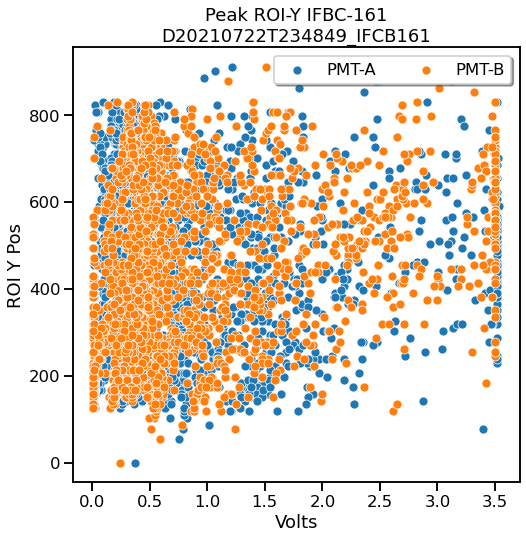 Peak ROI-Y IFBC-161
D20210722T234849_IFCB161
PMT-A PMT-B
800
600
400
200
0
ROI Y Pos
0.0 0.5 1.0 1.5 2.0 2.5 3.0 3.5
Volts